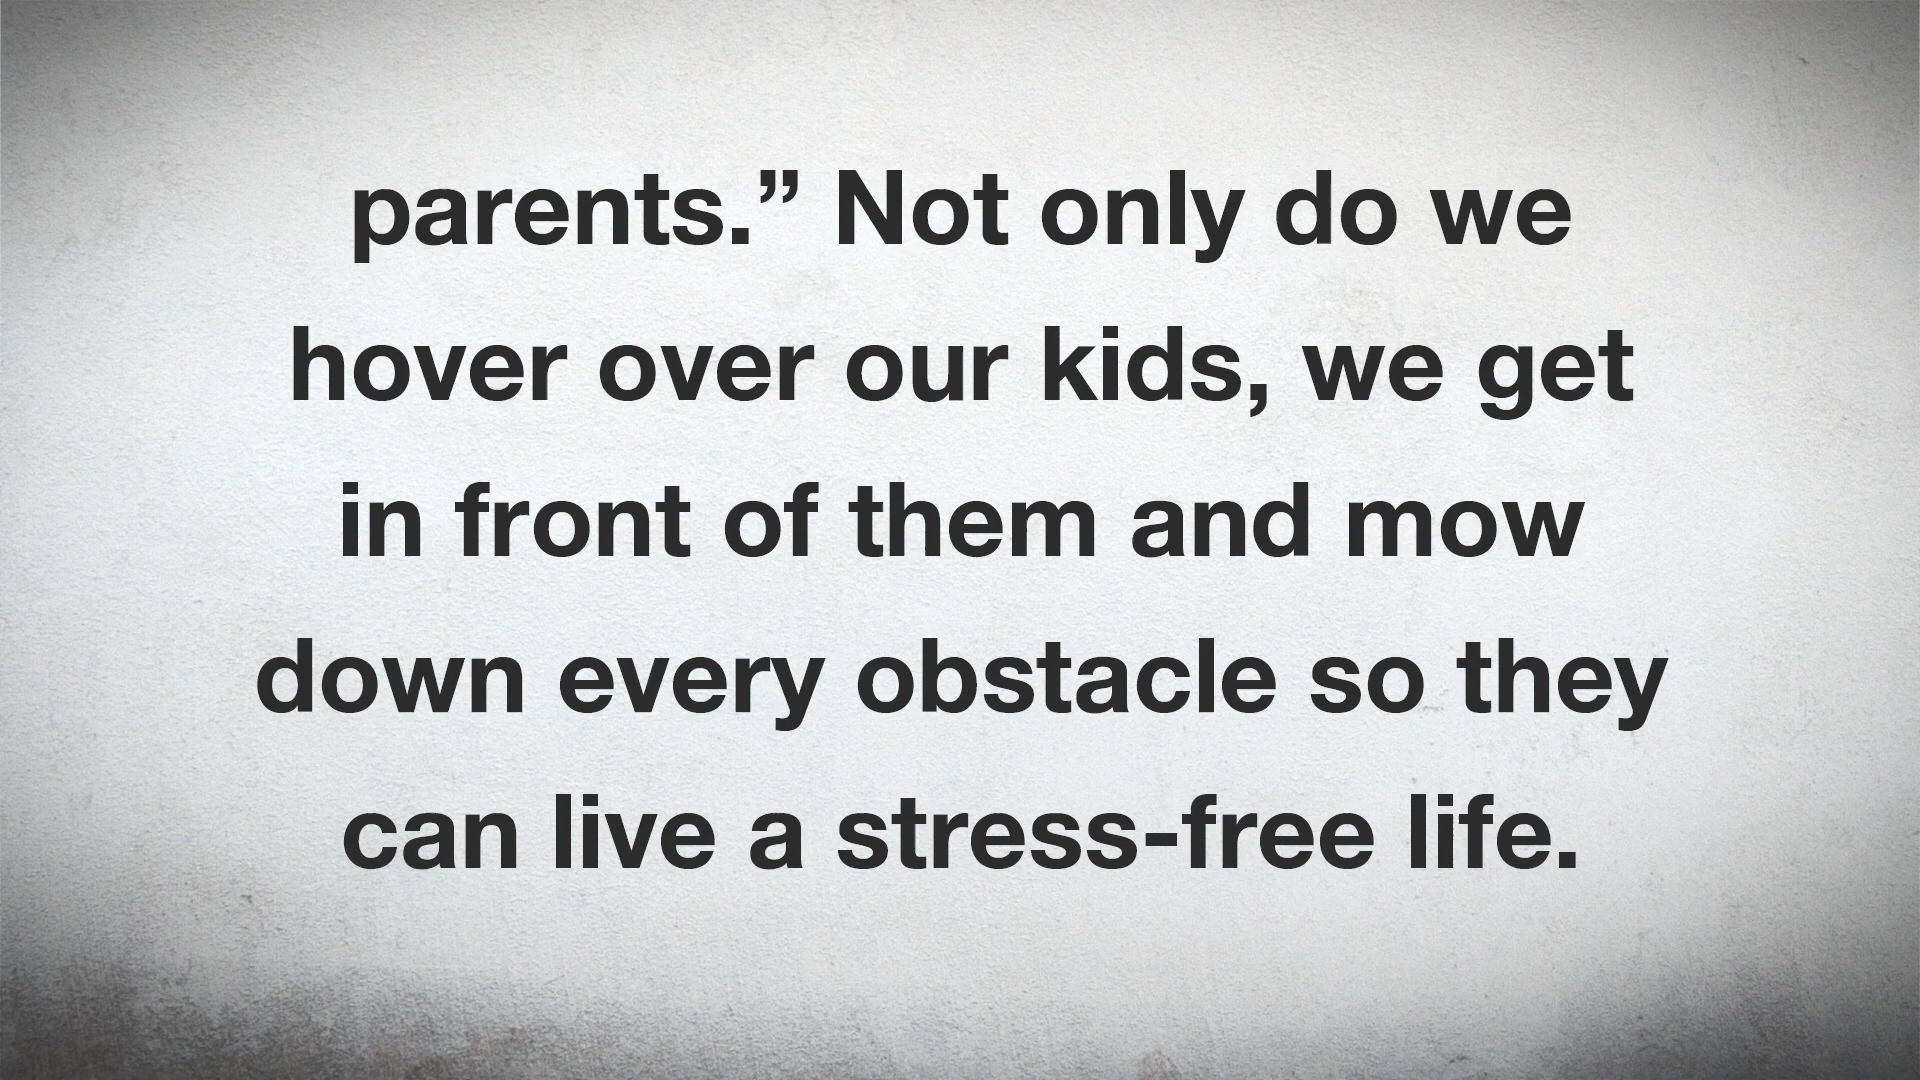 parents.” Not only do we
hover over our kids, we get
in front of them and mow
down every obstacle so they
can live a stress-free life.